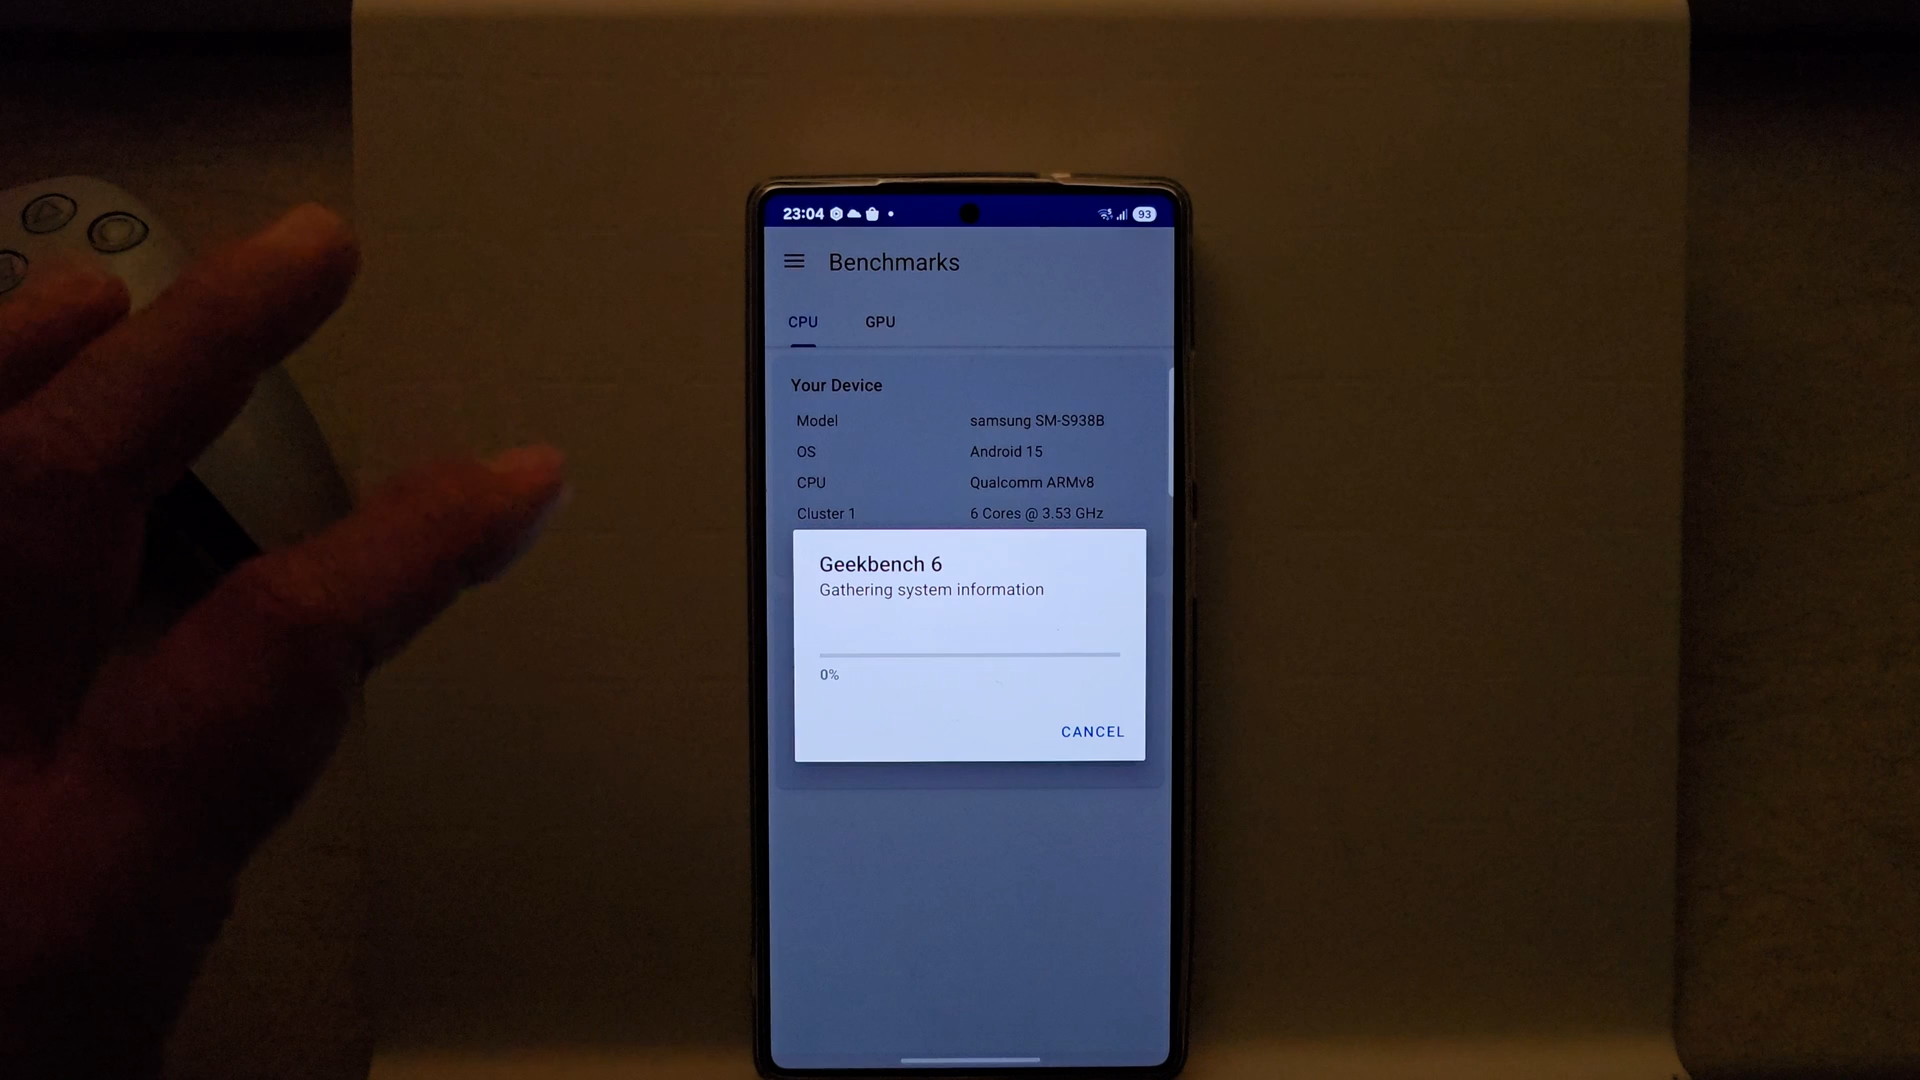 23:04 93
Benchmarks
CPU GPU
Your Device
Model samsung SM-S938B
OS Android 15
CPU Qualcomm ARMv8
Cluster 1 6 Cores @ 3.53 GHz
Geekbench 6
Gathering system information
0%
CANCEL